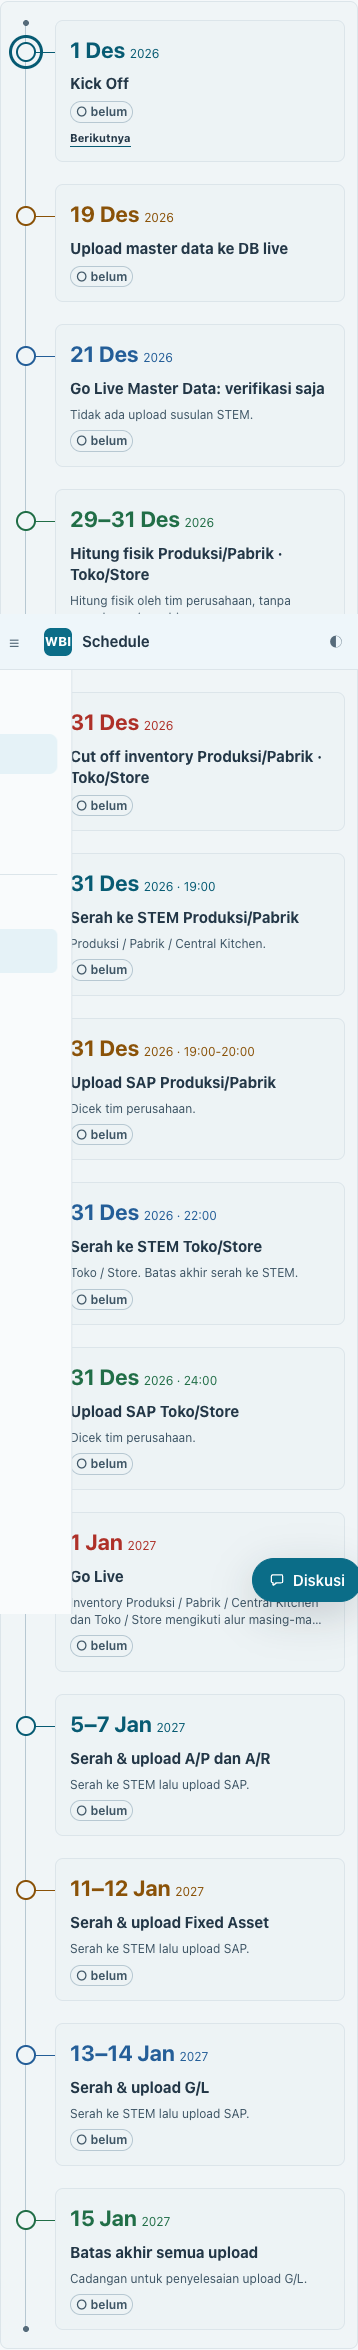 1 Des 2026
Kick Off
belum
Berikutnya
19 Des 2026
Upload master data ke DB live
belum
21 Des 2026
Go Live Master Data: verifikasi saja
Tidak ada upload susulan STEM.
belum
29–31 Des 2026
Hitung fisik Produksi/Pabrik ·
Toko/Store
Hitung fisik oleh tim perusahaan, tanpa
WBI Schedule
31 Des 2026
Cut off inventory Produksi/Pabrik ·
Toko/Store
belum
31 Des 2026 · 19:00
Serah ke STEM Produksi/Pabrik
Produksi / Pabrik / Central Kitchen.
belum
31 Des 2026 · 19:00-20:00
Upload SAP Produksi/Pabrik
Dicek tim perusahaan.
belum
31 Des 2026 · 22:00
Serah ke STEM Toko/Store
Toko / Store. Batas akhir serah ke STEM.
belum
31 Des 2026 · 24:00
Upload SAP Toko/Store
Dicek tim perusahaan.
belum
1 Jan 2027
Go Live
Diskusi
Inventory Produksi / Pabrik / Central Kitchen
dan Toko / Store mengikuti alur masing-ma...
belum
5–7 Jan 2027
Serah & upload A/P dan A/R
Serah ke STEM lalu upload SAP.
belum
11–12 Jan 2027
Serah & upload Fixed Asset
Serah ke STEM lalu upload SAP.
belum
13–14 Jan 2027
Serah & upload G/L
Serah ke STEM lalu upload SAP.
belum
15 Jan 2027
Batas akhir semua upload
Cadangan untuk penyelesaian upload G/L.
belum